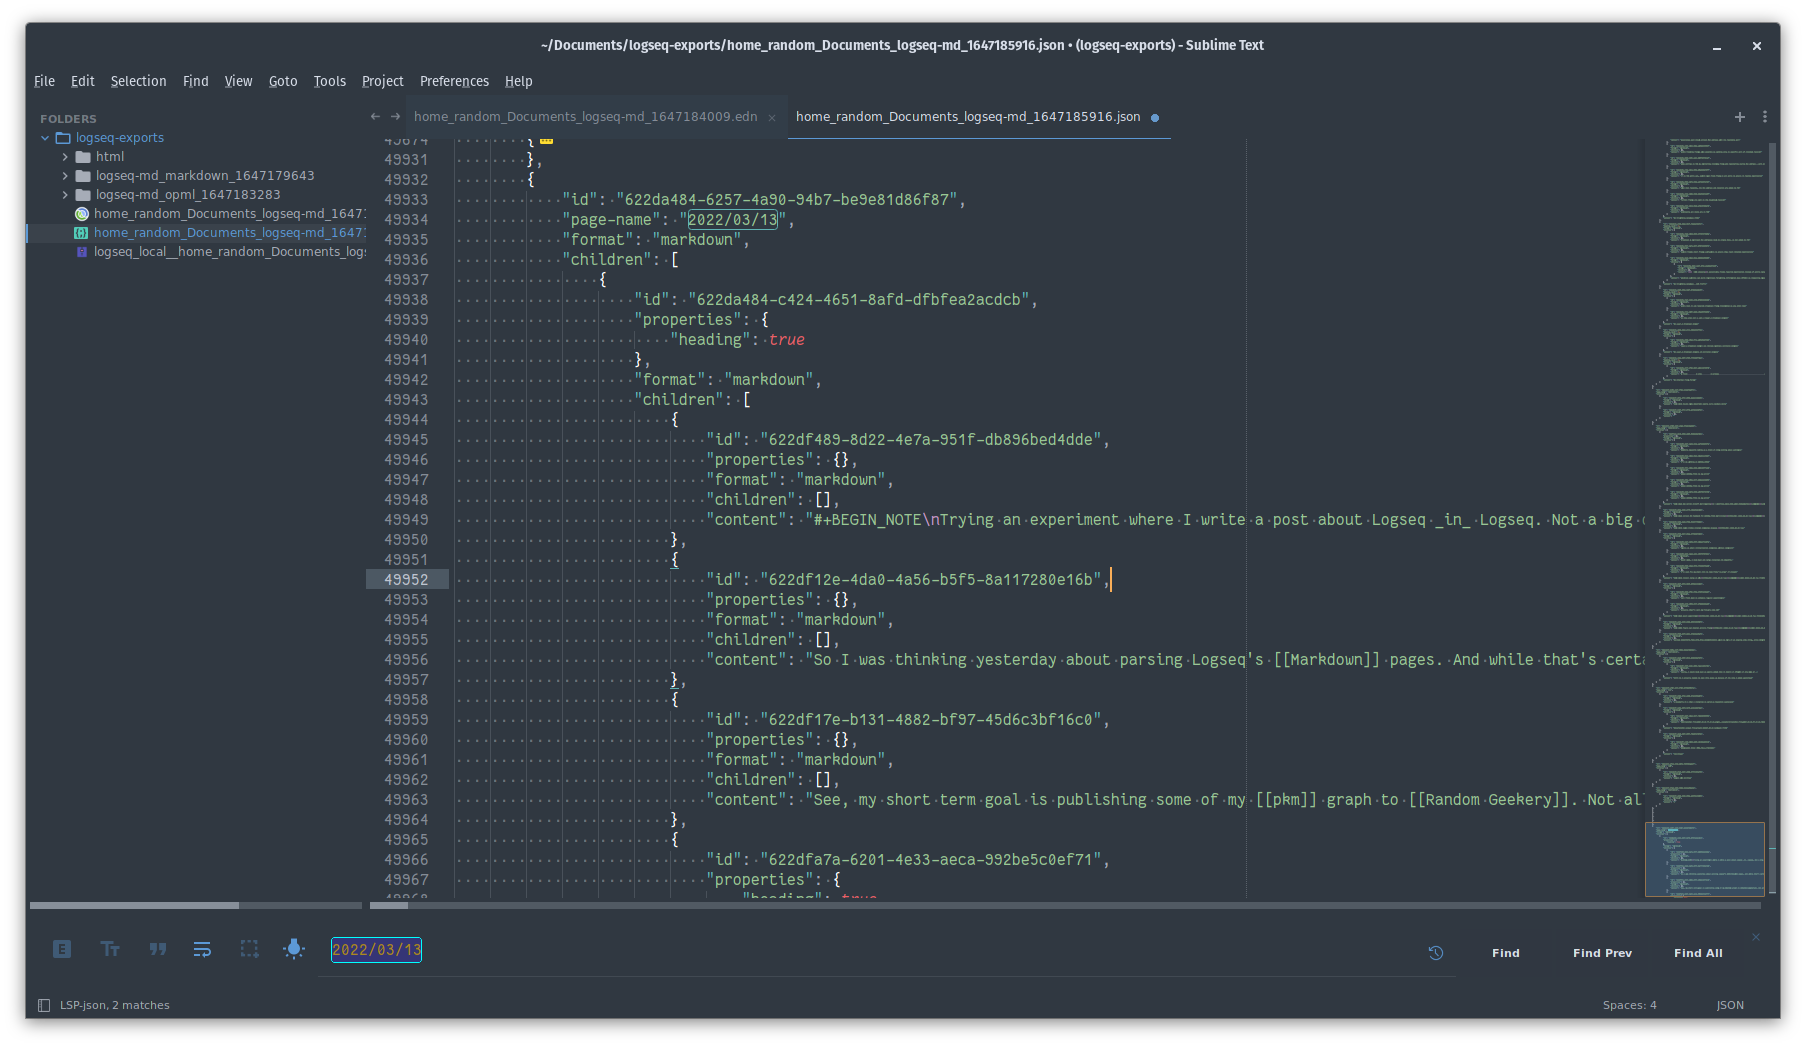 ~/Documents/logseq-exports/home_random_Documents_logseq-md_1647185916.json • (logseq-exports) - Sublime Text
File Edit Selection Find View Goto Tools Project Preferences Help
FOLDERS
logseq-exports
html
logseq-md_markdown_1647179643
logseq-md_opml_1647183283
home_random_Documents_logseq-md_1647
home_random_Documents_logseq-md_1647
logseq_local__home_random_Documents_log
home_random_Documents_logseq-md_1647184009.edn
home_random_Documents_logseq-md_1647185916.json
49674 {
49931 },
49932 {
49933 "id": "622da484-6257-4a90-94b7-be9e81d86f87",
49934 "page-name": "2022/03/13",
49935 "format": "markdown",
49936 "children": [
49937 {
49938 "id": "622da484-c424-4651-8afd-dfbfea2acdcb",
49939 "properties": {
49940 "heading": true
49941 },
49942 "format": "markdown",
49943 "children": [
49944 {
49945 "id": "622df489-8d22-4e7a-951f-db896bed4dde",
49946 "properties": {},
49947 "format": "markdown",
49948 "children": [],
49949 "content": "#+BEGIN_NOTE\nTrying an experiment where I write a post about Logseq _in_ Logseq. Not a big
49950 },
49951 {
49952 "id": "622df12e-4da0-4a56-b5f5-8a117280e16b",
49953 "properties": {},
49954 "format": "markdown",
49955 "children": [],
49956 "content": "So I was thinking yesterday about parsing Logseq's [[Markdown]] pages. And while that's certa
49957 },
49958 {
49959 "id": "622df17e-b131-4882-bf97-45d6c3bf16c0",
49960 "properties": {},
49961 "format": "markdown",
49962 "children": [],
49963 "content": "See, my short term goal is publishing some of my [[pkm]] graph to [[Random Geekery]]. Not al
49964 },
49965 {
49966 "id": "622dfa7a-6201-4e33-aeca-992be5c0ef71",
49967 "properties": {
49968 "heading": true
2022/03/13
Find Find Prev Find All
LSP-json, 2 matches
Spaces: 4 JSON